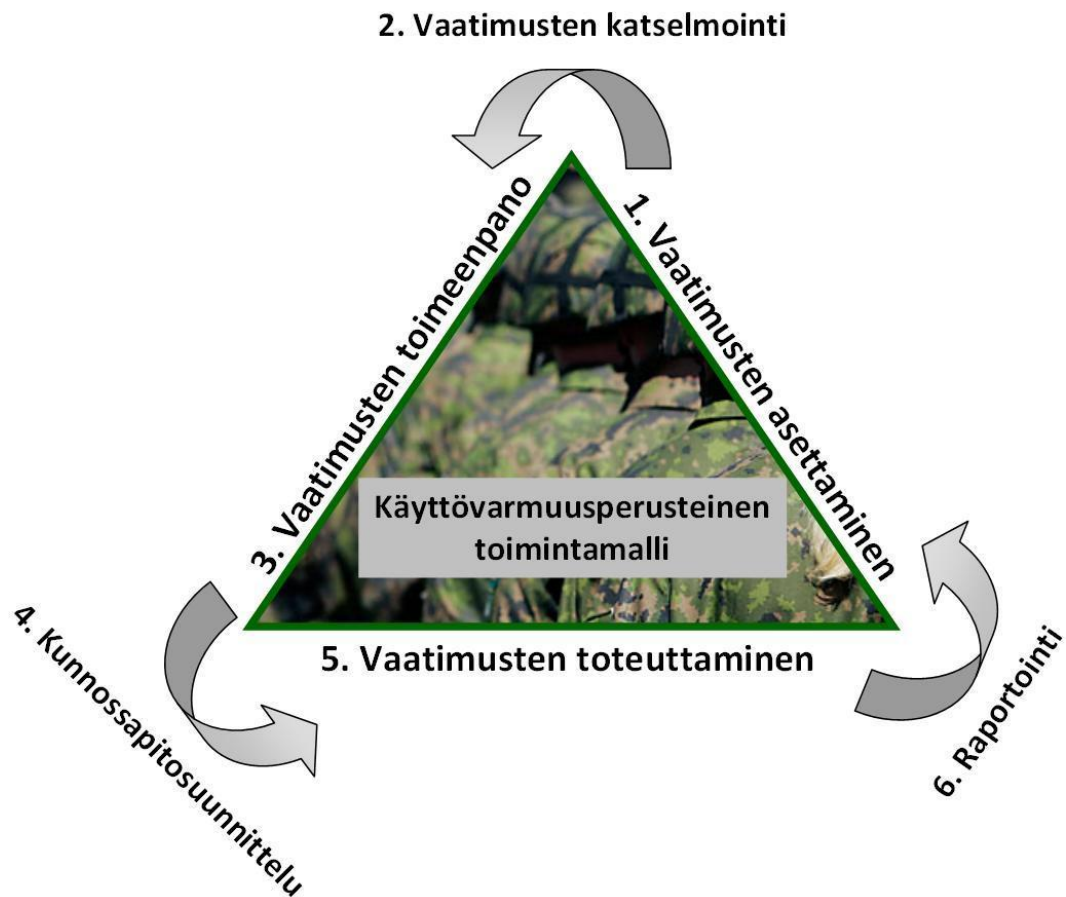 2. Vaatimusten katselmointi
1. Vaatimusten asettaminen
3. Vaatimusten toimeenpano
Käyttövarmuusperusteinen
toimintamalli
4. Kunnossapitosuunnittelu
5. Vaatimusten toteuttaminen
6. Raportointi